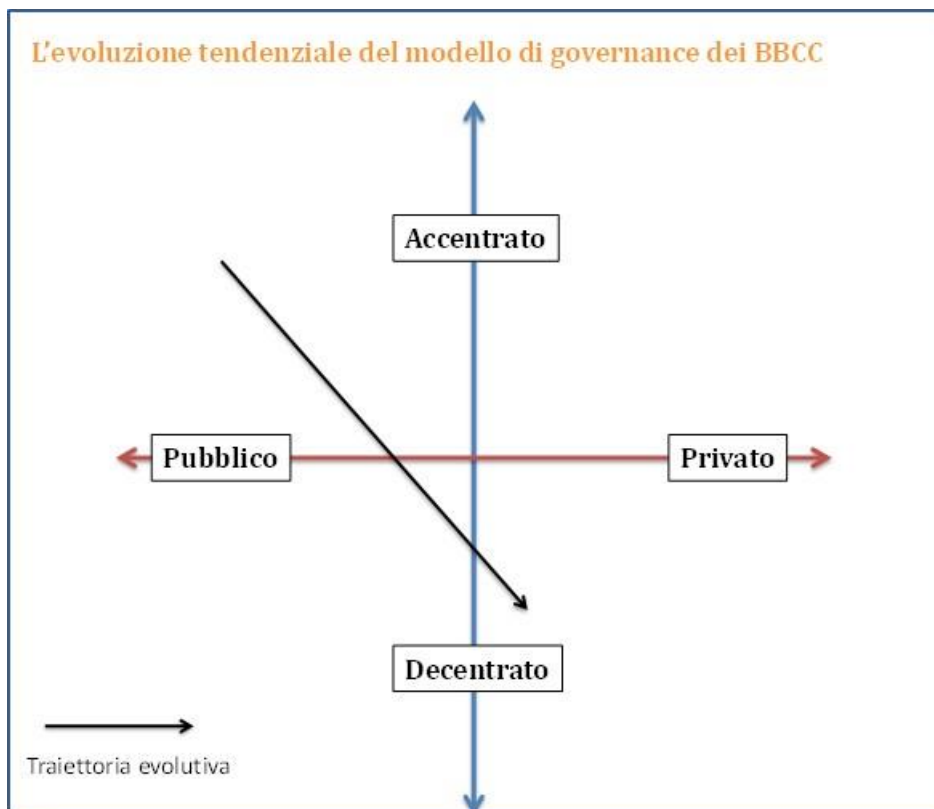 L'evoluzione tendenziale del modello di governance dei BBCC
Accentrato
Pubblico
Privato
Decentrato
Traiettoria evolutiva